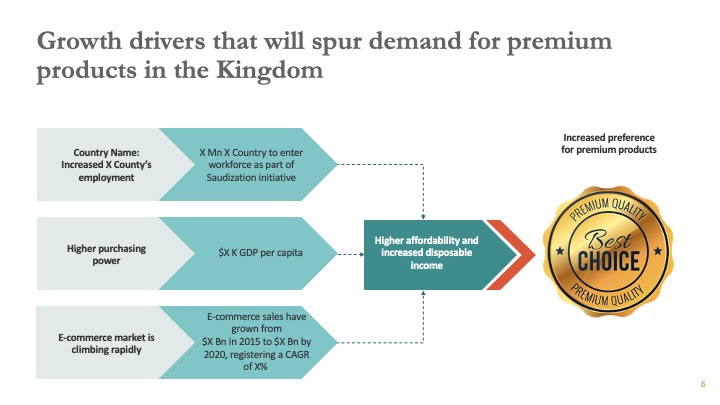 Growth drivers that will spur demand for premium
products in the Kingdom
Country Name:
Increased X County's
employment
X Mn X Country to enter
workforce as part of
Saudization initiative
Increased preference
for premium products
Higher purchasing
power
$X K GDP per capita
Higher affordability and
increased disposable
income
PREMIUM QUALITY
Best
CHOICE
PREMIUM QUALITY
E-commerce market is
climbing rapidly
E-commerce sales have
grown from
$X Bn in 2015 to $X Bn by
2020, registering a CAGR
of X%
6